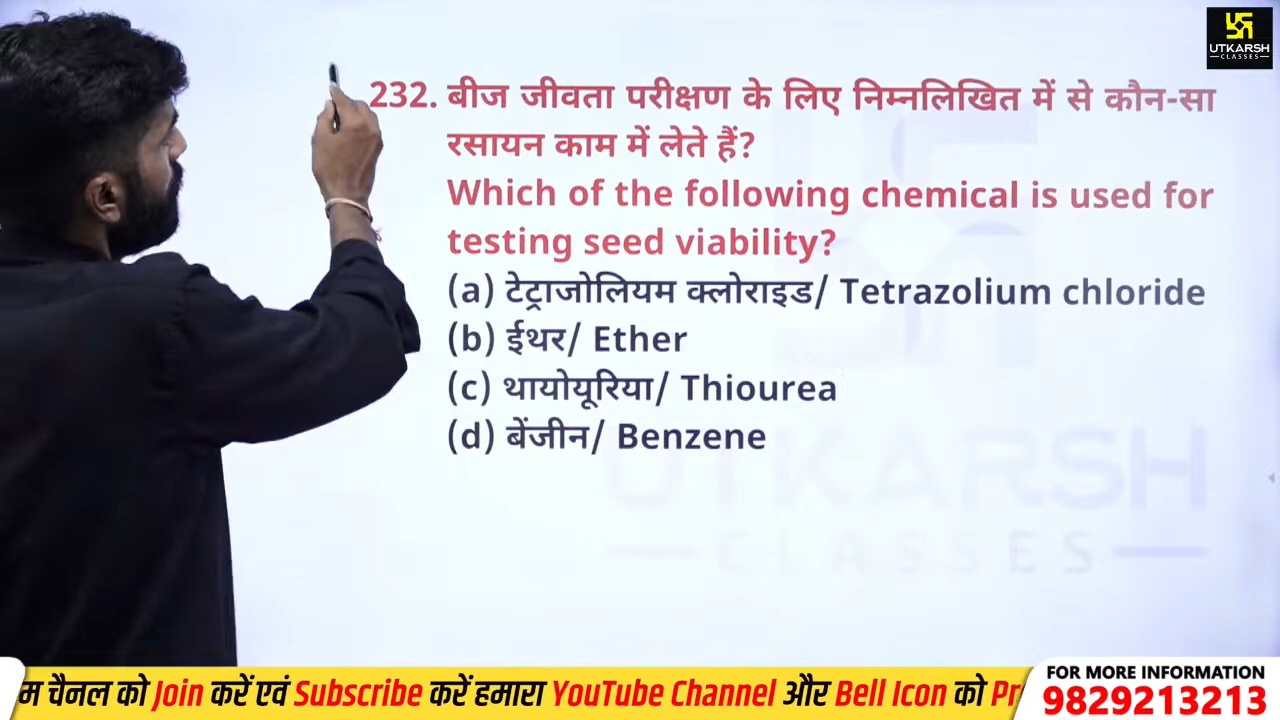 UTKARSH
CLASSES
232. बीज जीवता परीक्षण के लिए निम्नलिखित में से कौन-सा
रसायन काम में लेते हैं?
Which of the following chemical is used for
testing seed viability?
(a) टेट्राजोलियम क्लोराइड/ Tetrazolium chloride
(b) ईथर/ Ether
(c) थायोयूरिया/ Thiourea
(d) बेंजीन/ Benzene
UTKARSH
CLASSES
चैनल को Join करें एवं Subscribe करें हमारा YouTube Channel और Bell Icon को
FOR MORE INFORMATION
9829213213